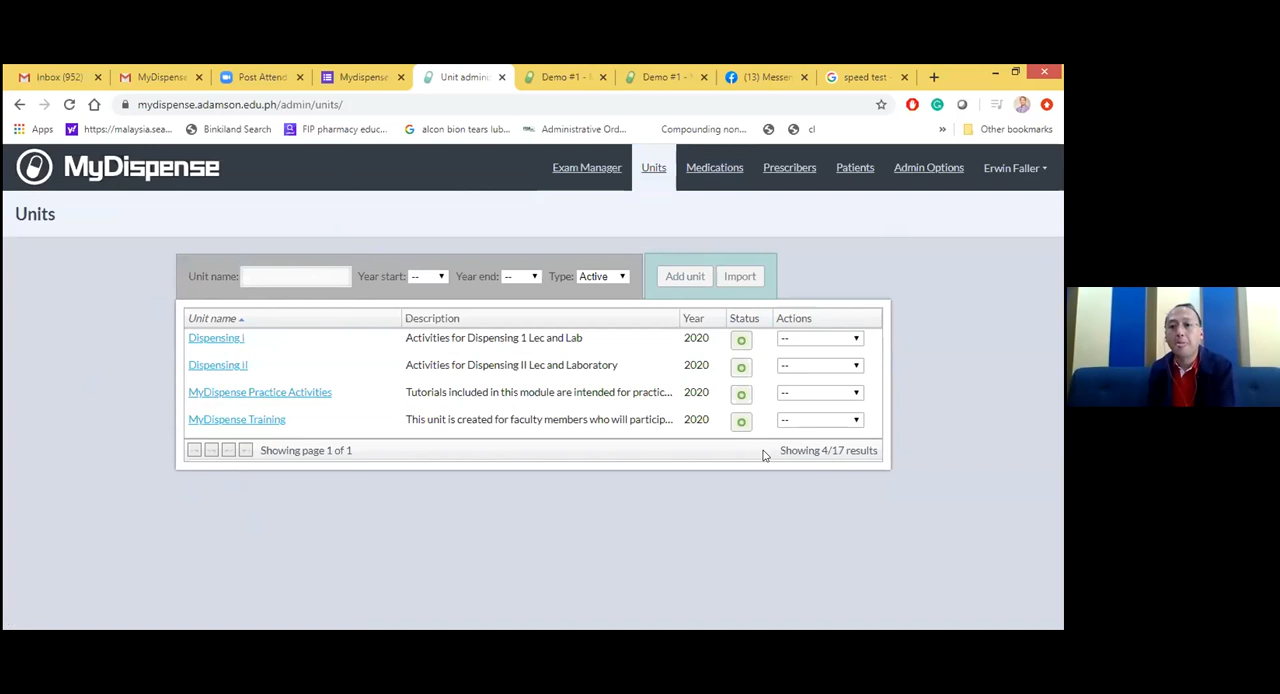 Inbox (952)
MyDispense
Post Attend
Mydispense
Unit admin
Demo #1 -
Demo #1 -
(13) Messen
speed test -
mydispense.adamson.edu.ph/admin/units/
Apps
https://malaysia.sea...
Binkiland Search
FIP pharmacy educ...
alcon bion tears lub...
Administrative Ord...
Compounding non...
cl
»
Other bookmarks
MyDispense
Exam Manager
Units
Medications
Prescribers
Patients
Admin Options
Erwin Faller
Units
Unit name:
Year start: --
Year end: --
Type: Active
Add unit
Import
Unit name
Description
Year
Status
Actions
Dispensing I
Activities for Dispensing 1 Lec and Lab
2020
--
Dispensing II
Activities for Dispensing II Lec and Laboratory
2020
--
MyDispense Practice Activities
Tutorials included in this module are intended for practic...
2020
--
MyDispense Training
This unit is created for faculty members who will particip...
2020
--
Showing page 1 of 1
Showing 4/17 results